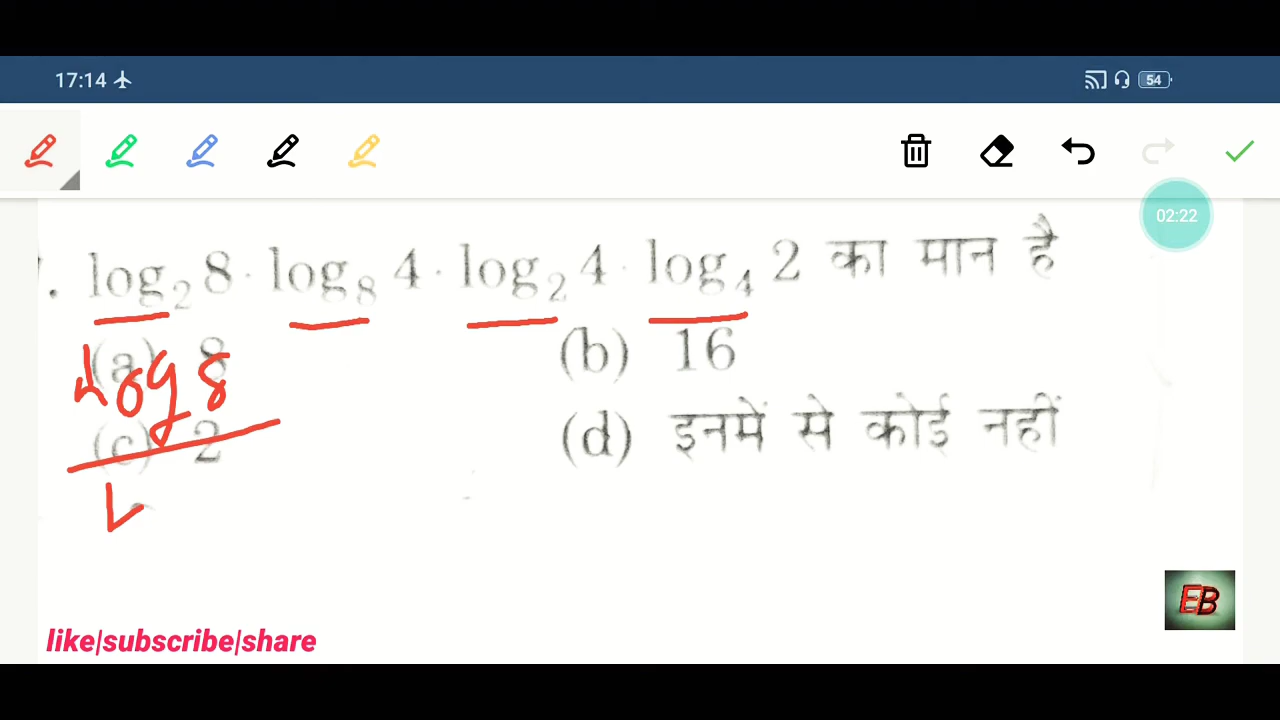 17:14 54
02:22
. log₂ 8 · log₈ 4 · log₂ 4 · log₄ 2 का मान है
(a) 8 (b) 16
log 8
(c) 2 (d) इनमें से कोई नहीं
EB
like|subscribe|share